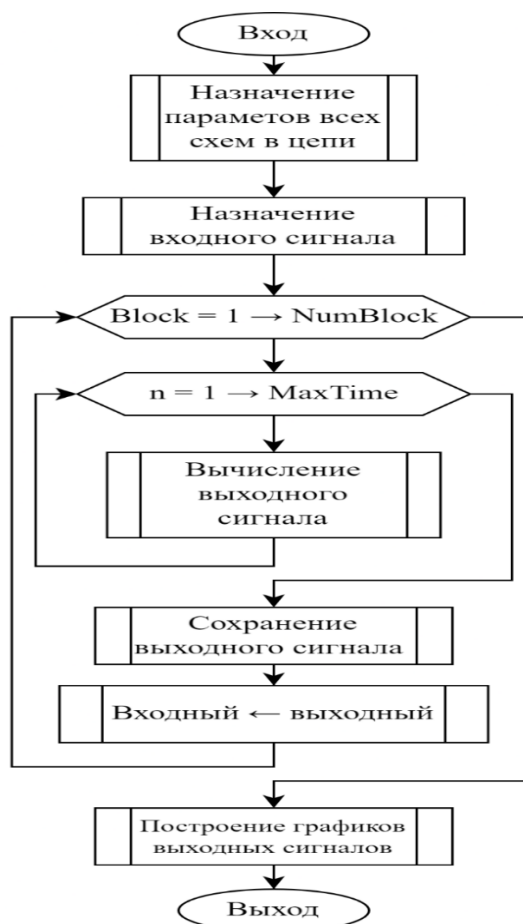 Вход
Назначение
параметов всех
схем в цепи
Назначение
входного сигнала
Block = 1 → NumBlock
n = 1 → MaxTime
Вычисление
выходного
сигнала
Сохранение
выходного сигнала
Входный ← выходный
Построение графиков
выходных сигналов
Выход